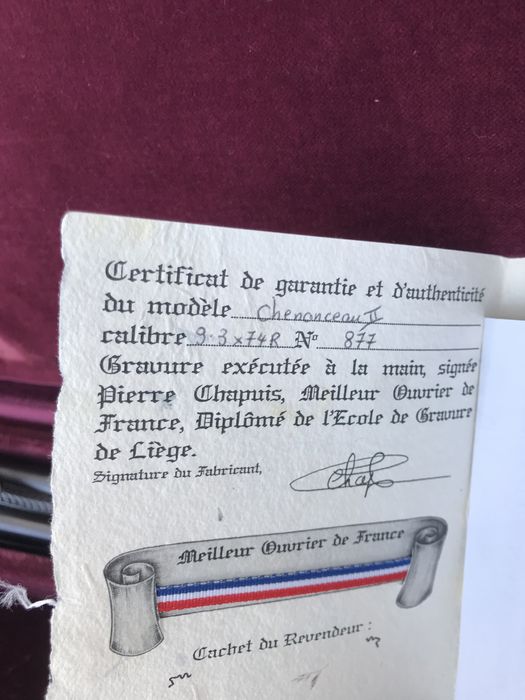 Certificat de garantie et d'authenticité
du modèle Chenonceau II
calibre 9.3x74R Nº 877
Gravure exécutée à la main, signée
Pierre Chapuis, Meilleur Ouvrier de
France, Diplômé de l'Ecole de Gravure
de Liège.
Signature du Fabricant,
Meilleur Ouvrier de France
Cachet du Revendeur :